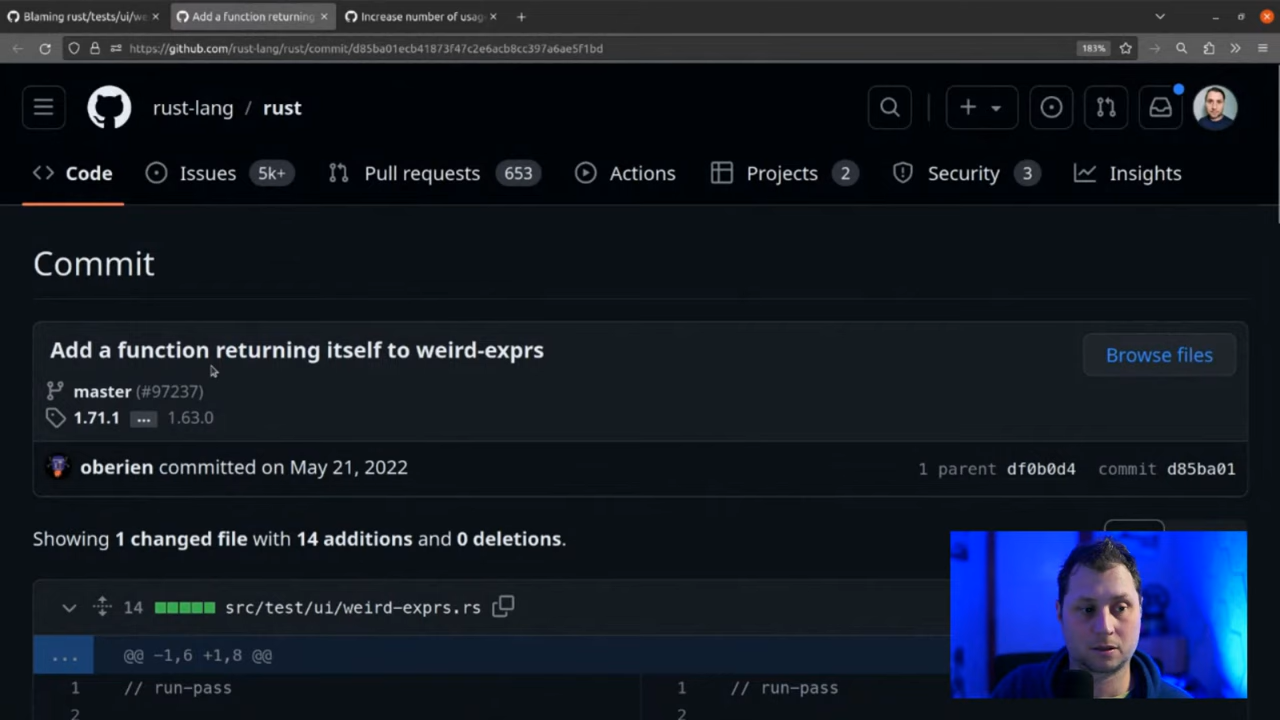 Blaming rust/tests/ui/we
Add a function returning
Increase number of usag
https://github.com/rust-lang/rust/commit/d85ba01ecb41873f47c2e6acb8cc397a6ae5f1bd
183%
rust-lang / rust
Code
Issues 5k+
Pull requests 653
Actions
Projects 2
Security 3
Insights
Commit
Add a function returning itself to weird-exprs
Browse files
master (#97237)
1.71.1 ... 1.63.0
oberien committed on May 21, 2022
1 parent df0b0d4 commit d85ba01
Showing 1 changed file with 14 additions and 0 deletions.
14 src/test/ui/weird-exprs.rs
... @@ -1,6 +1,8 @@
1 // run-pass
1 // run-pass
2
2